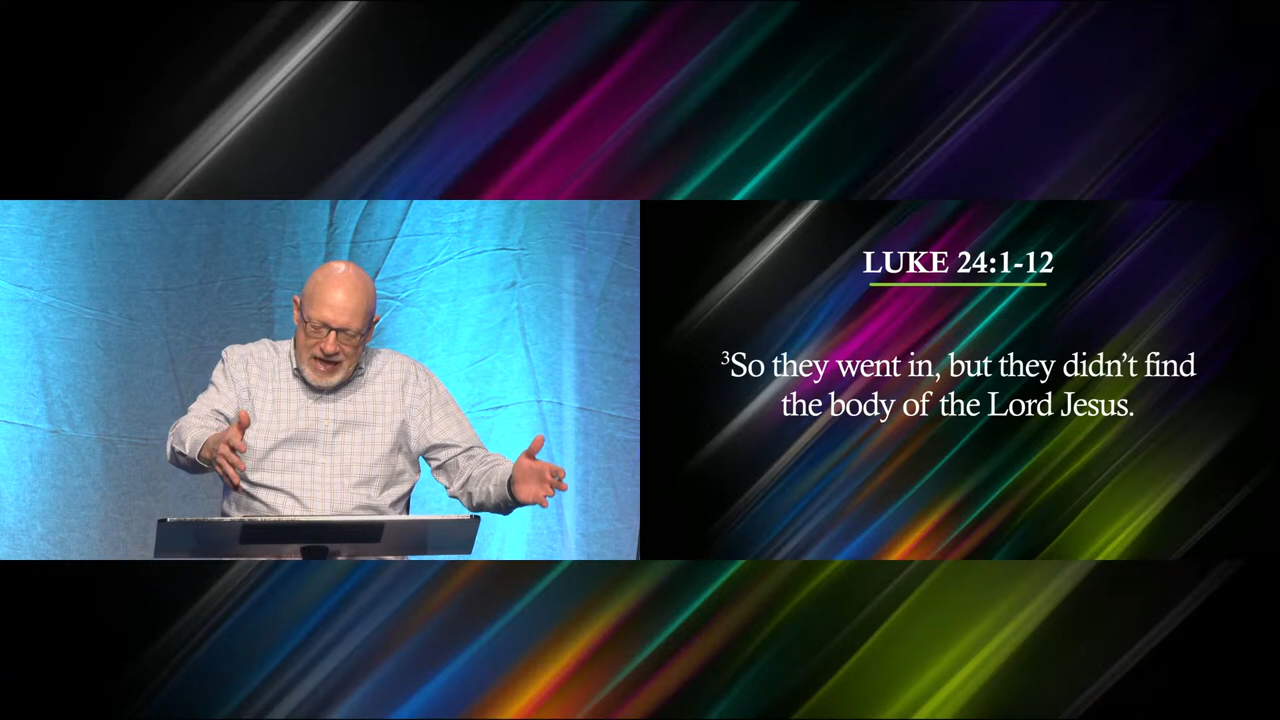 LUKE 24:1-12
³So they went in, but they didn’t find
the body of the Lord Jesus.